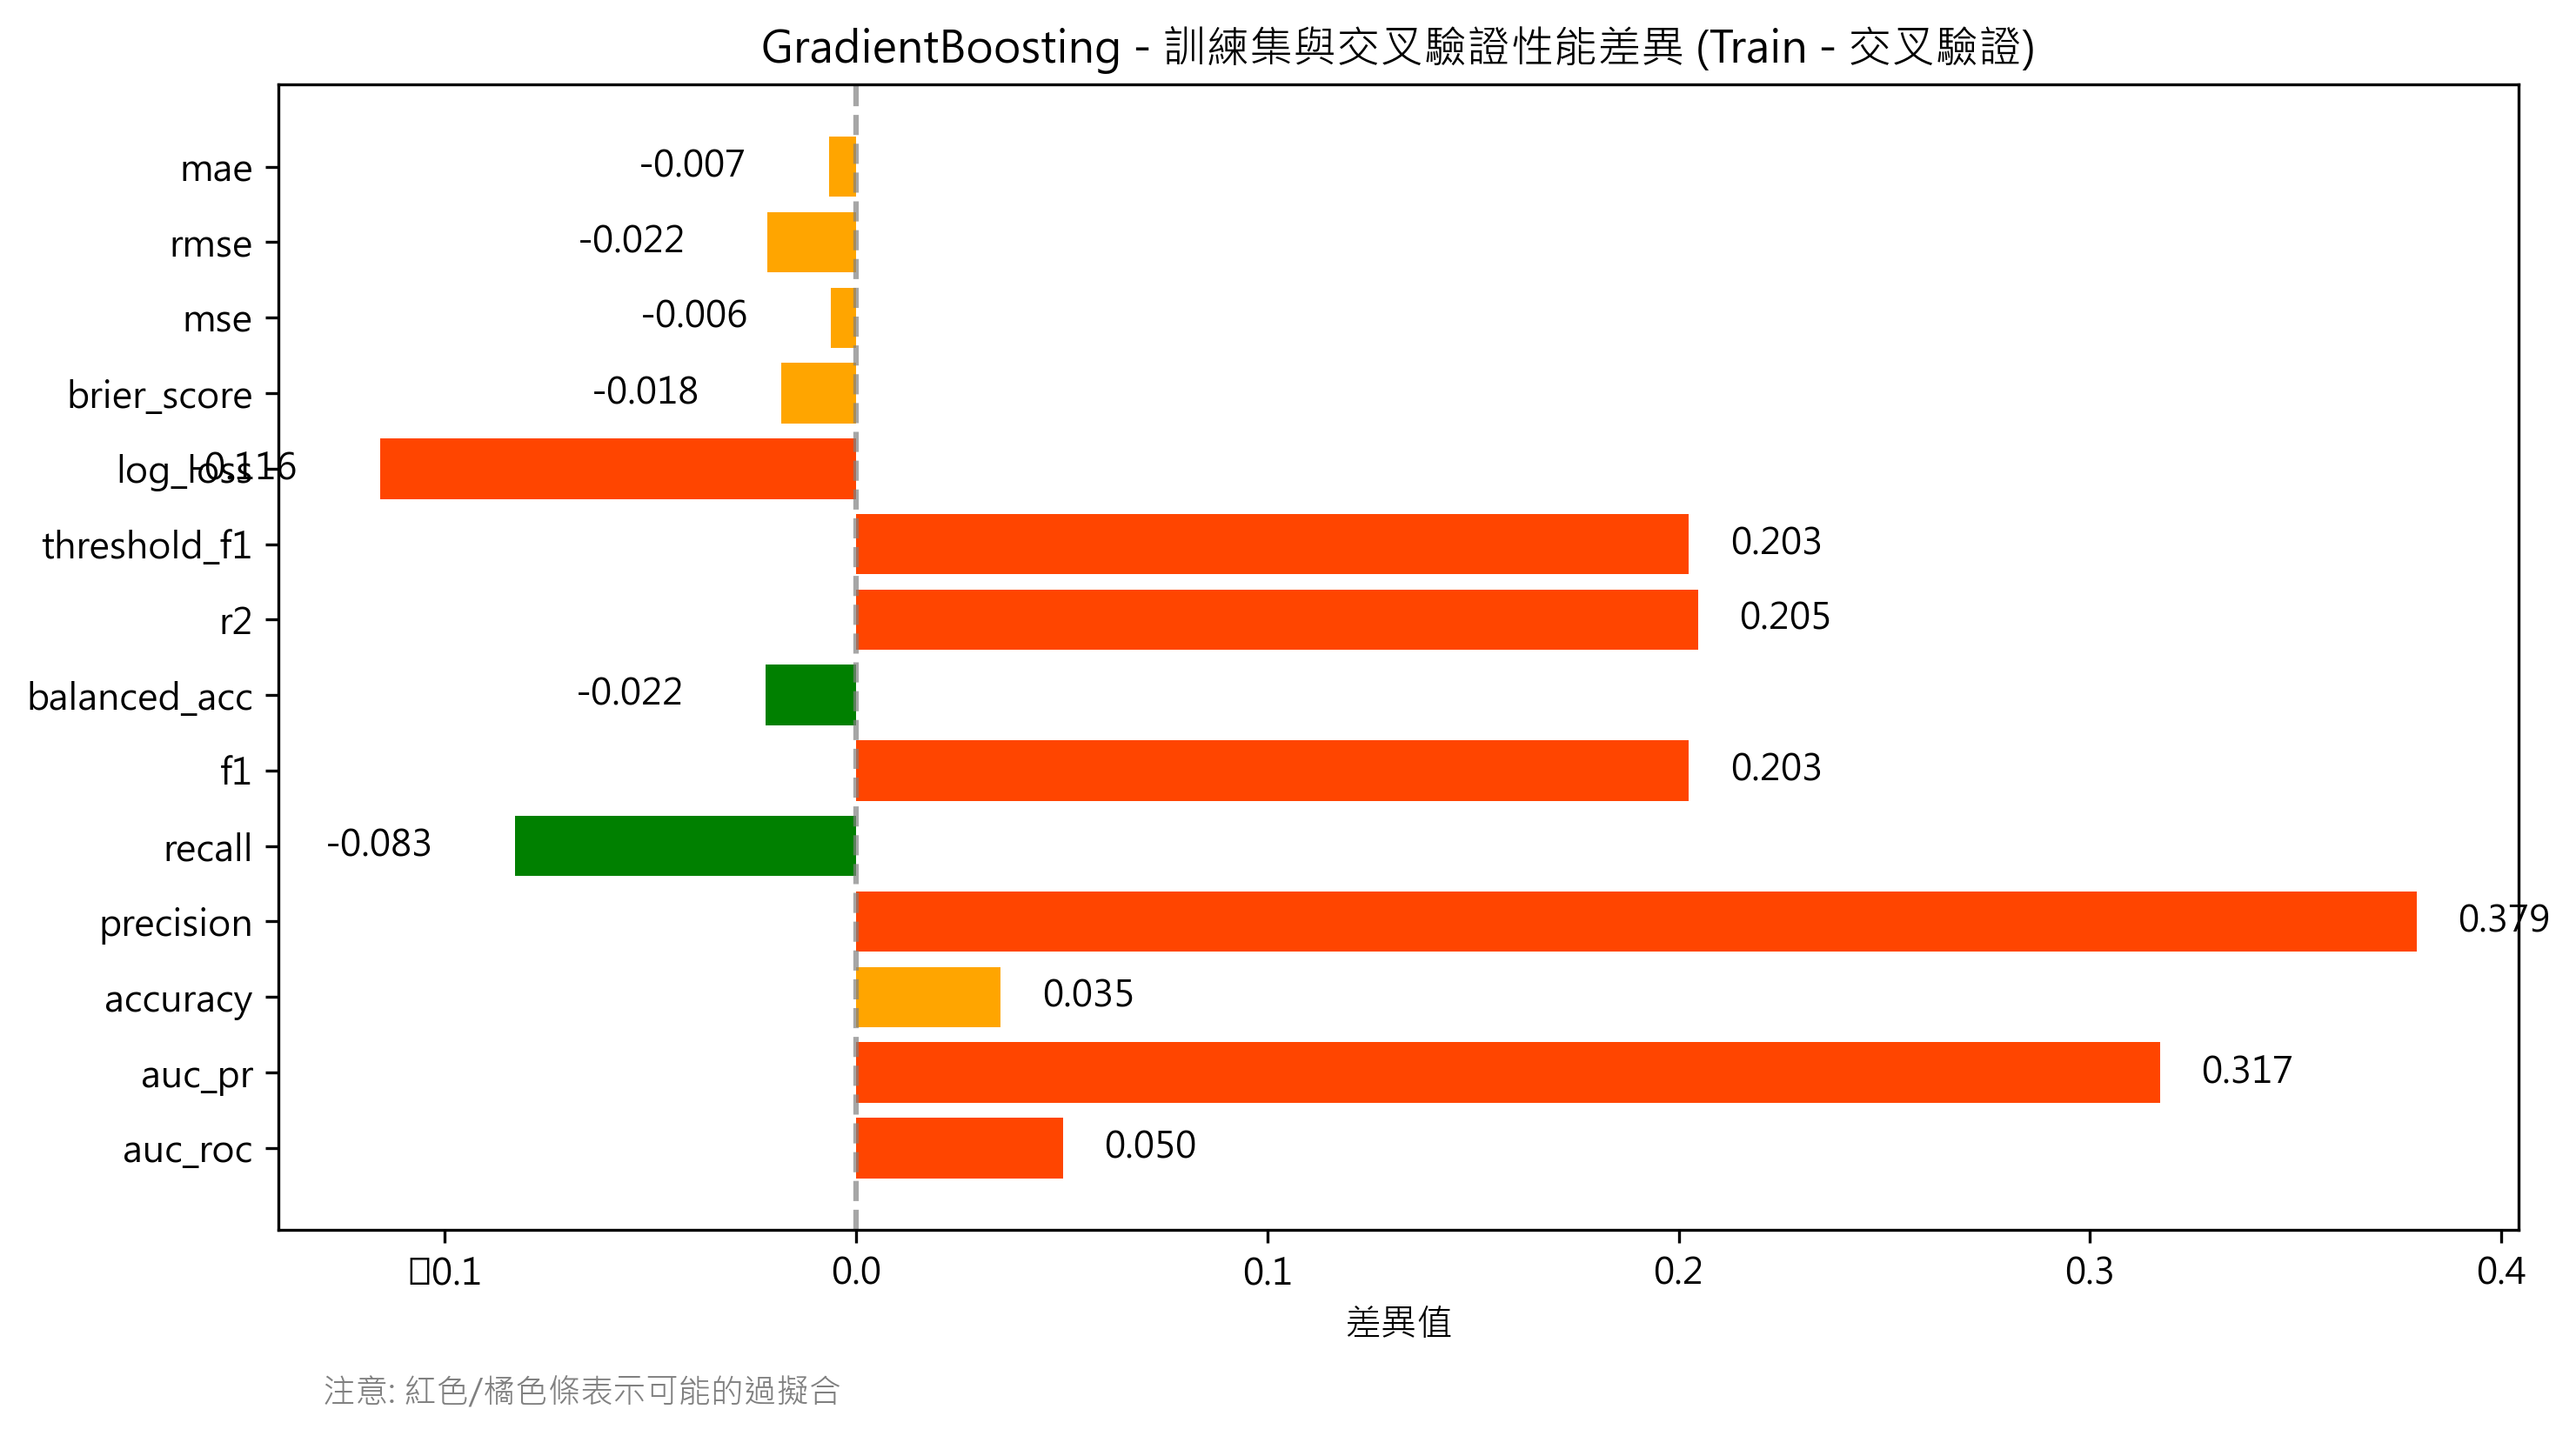 GradientBoosting - 訓練集與交叉驗證性能差異 (Train - 交叉驗證)
mae -0.007
rmse -0.022
mse -0.006
brier_score -0.018
log_loss -0.116
threshold_f1 0.203
r2 0.205
balanced_acc -0.022
f1 0.203
recall -0.083
precision 0.379
accuracy 0.035
auc_pr 0.317
auc_roc 0.050
□0.1 0.0 0.1 0.2 0.3 0.4
差異值
注意: 紅色/橘色條表示可能的過擬合